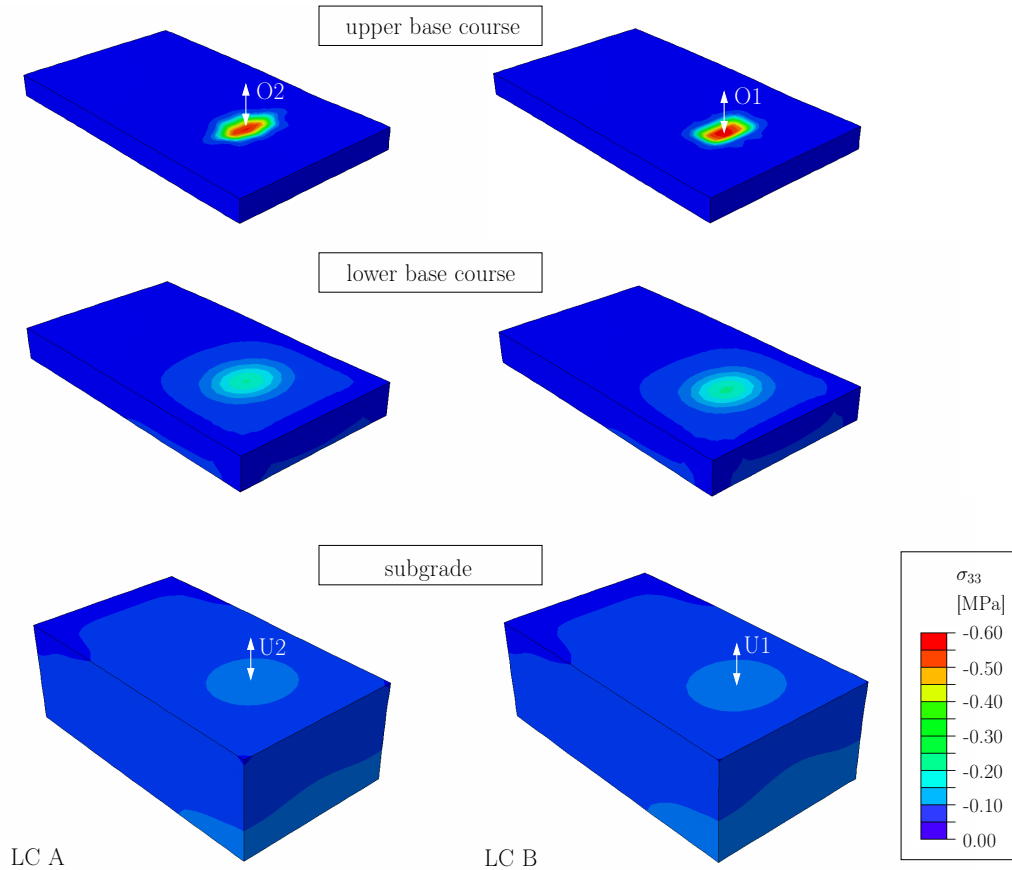 upper base course
O2
O1
lower base course
subgrade
U2
U1
σ₃₃
[MPa]
-0.60
-0.50
-0.40
-0.30
-0.20
-0.10
0.00
LC A
LC B